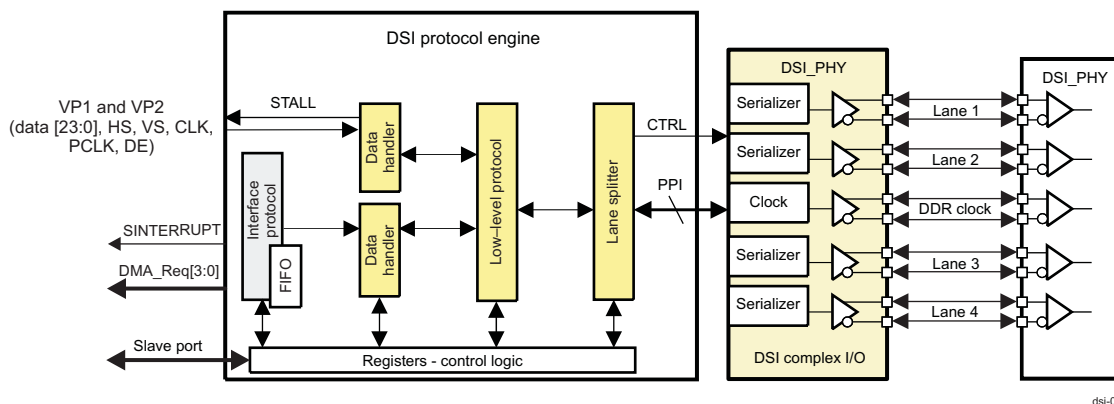 DSI protocol engine
DSI_PHY
DSI_PHY
VP1 and VP2
(data [23:0], HS, VS, CLK,
PCLK, DE)
STALL
Data
handler
Low–level protocol
Lane splitter
CTRL
PPI
Interface
protocol
FIFO
Data
handler
SINTERRUPT
DMA_Req[3:0]
Slave port
Registers - control logic
Serializer
Serializer
Clock
Serializer
Serializer
DSI complex I/O
Lane 1
Lane 2
DDR clock
Lane 3
Lane 4